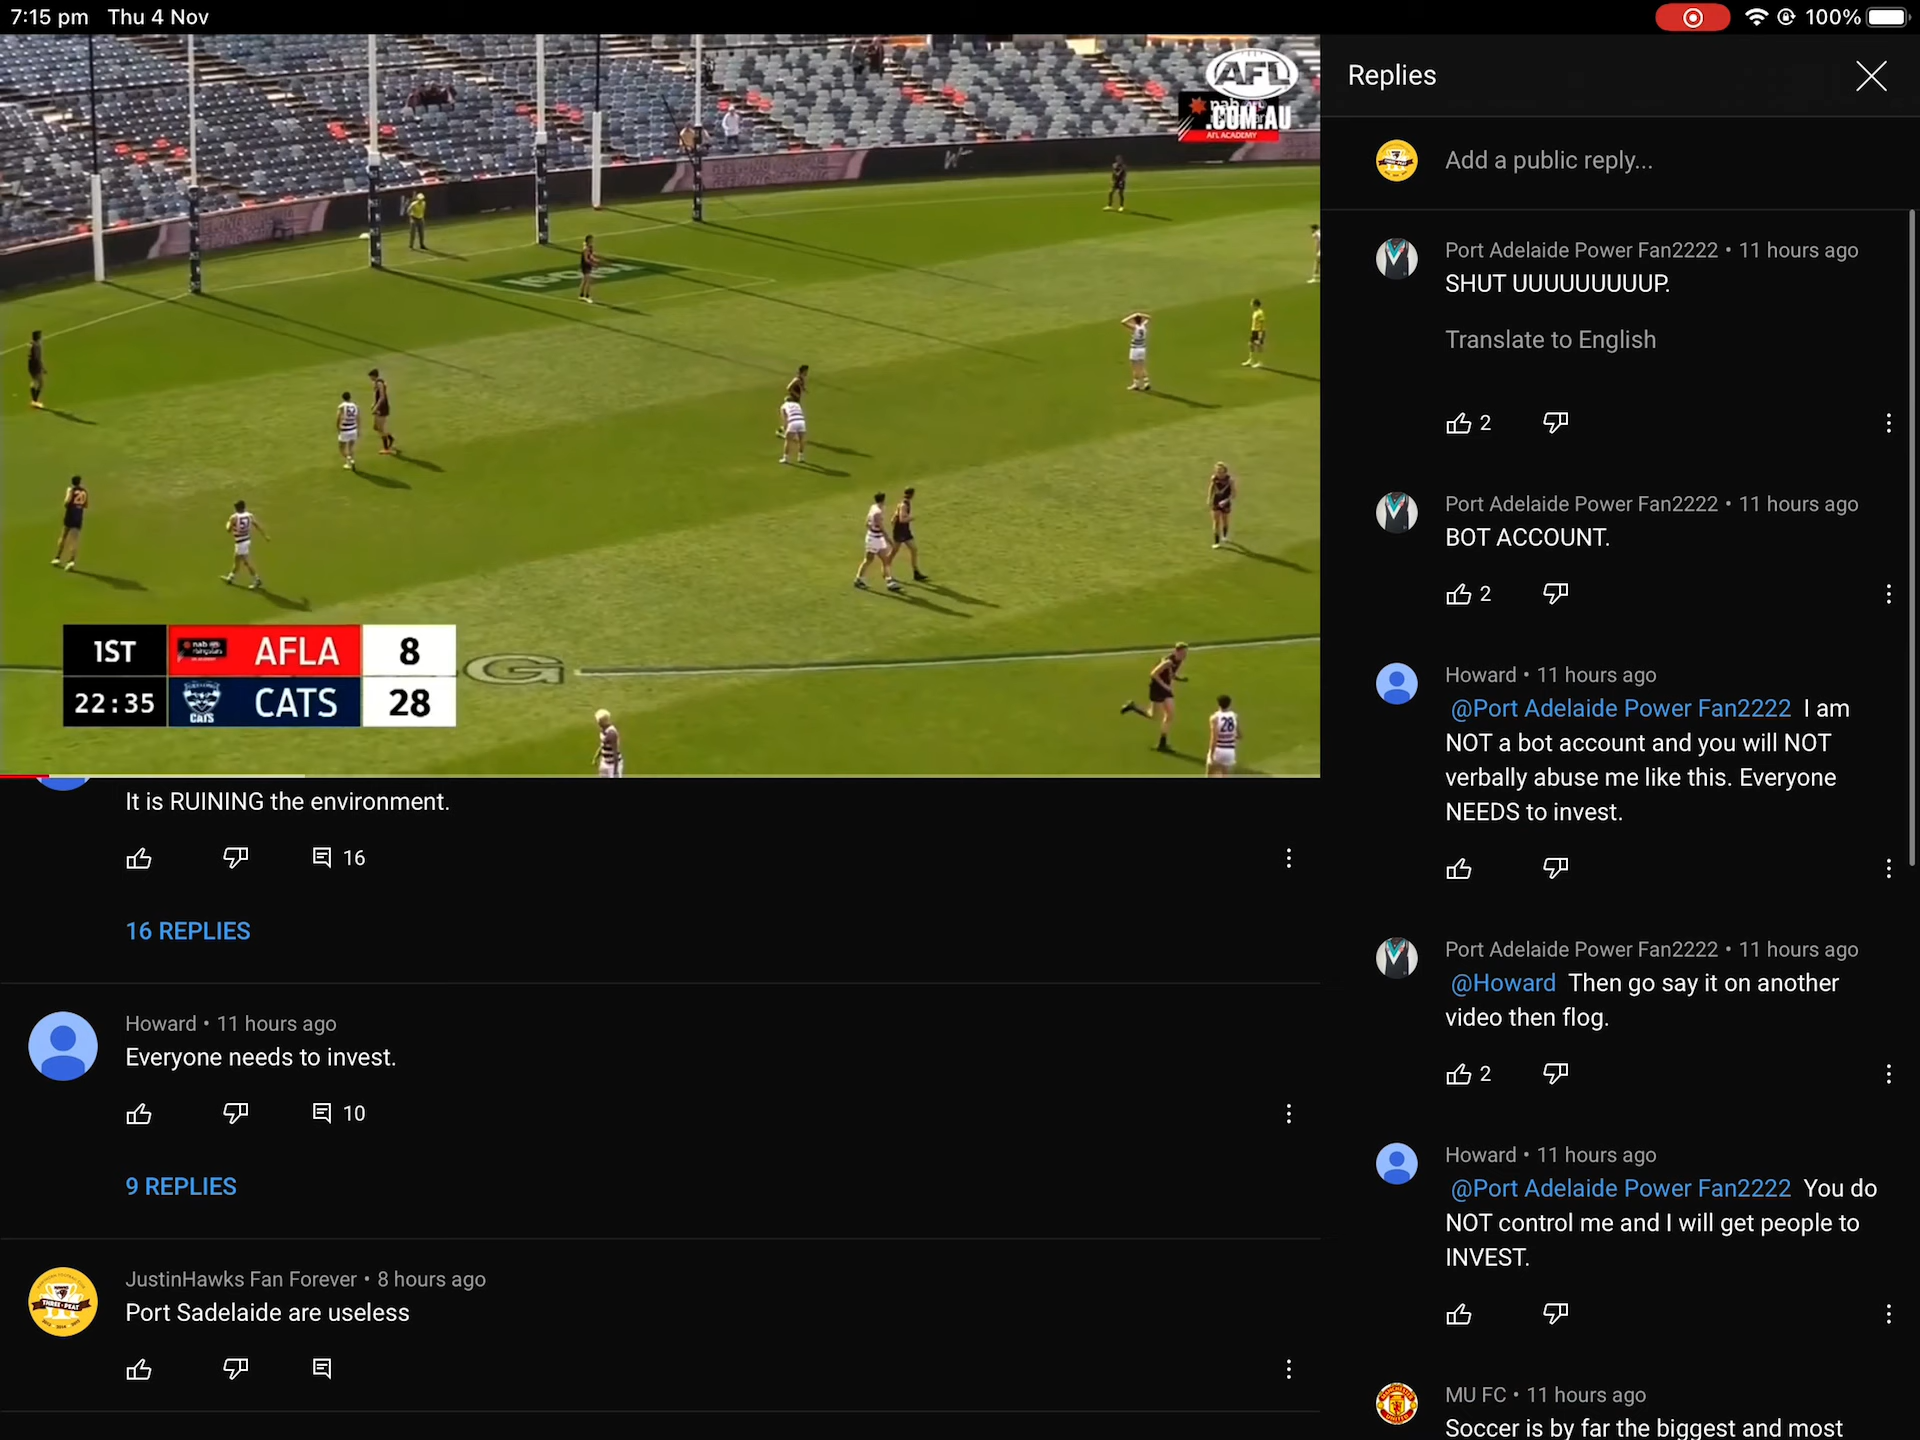 7:15 pm Thu 4 Nov
100%
AFL
.COM.AU
AFL ACADEMY
1ST
AFLA
8
22:35
CATS
CATS
28
G
20
28
It is RUINING the environment.
16
16 REPLIES
Howard • 11 hours ago
Everyone needs to invest.
10
9 REPLIES
JustinHawks Fan Forever • 8 hours ago
Port Sadelaide are useless
THREE-PEAT
Replies
Add a public reply...
Port Adelaide Power Fan2222 • 11 hours ago
SHUT UUUUUUUUUP.
Translate to English
2
Port Adelaide Power Fan2222 • 11 hours ago
BOT ACCOUNT.
2
Howard • 11 hours ago
@Port Adelaide Power Fan2222 I am
NOT a bot account and you will NOT
verbally abuse me like this. Everyone
NEEDS to invest.
Port Adelaide Power Fan2222 • 11 hours ago
@Howard Then go say it on another
video then flog.
2
Howard • 11 hours ago
@Port Adelaide Power Fan2222 You do
NOT control me and I will get people to
INVEST.
MU FC • 11 hours ago
Soccer is by far the biggest and most